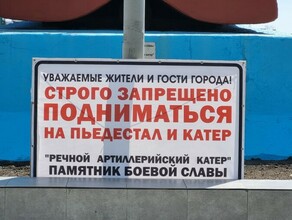 УВАЖАЕМЫЕ ЖИТЕЛИ И ГОСТИ ГОРОДА!
СТРОГО ЗАПРЕЩЕНО
ПОДНИМАТЬСЯ
НА ПЬЕДЕСТАЛ И КАТЕР
"РЕЧНОЙ АРТИЛЛЕРИЙСКИЙ КАТЕР"
ПАМЯТНИК БОЕВОЙ СЛАВЫ